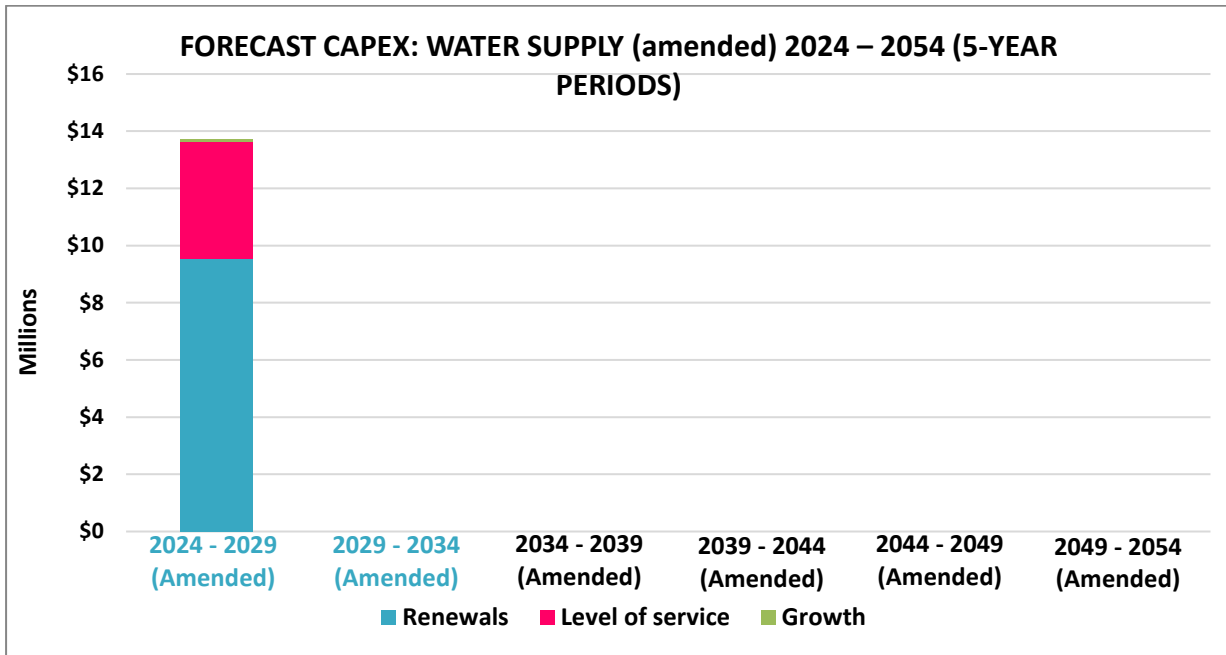 FORECAST CAPEX: WATER SUPPLY (amended) 2024 – 2054 (5-YEAR
PERIODS)
$16
$14
$12
$10
$8
$6
$4
$2
$0
Millions
2024 - 2029
(Amended)
2029 - 2034
(Amended)
2034 - 2039
(Amended)
2039 - 2044
(Amended)
2044 - 2049
(Amended)
2049 - 2054
(Amended)
Renewals
Level of service
Growth